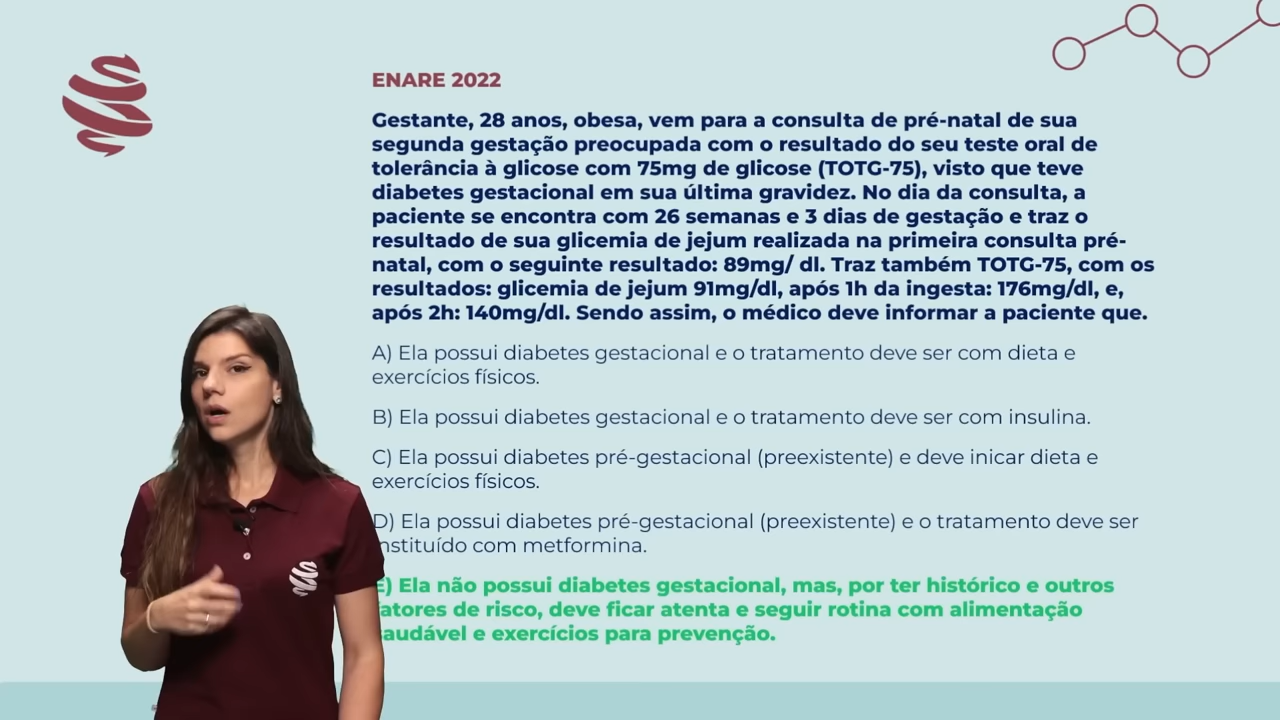 ENARE 2022
Gestante, 28 anos, obesa, vem para a consulta de pré-natal de sua
segunda gestação preocupada com o resultado do seu teste oral de
tolerância à glicose com 75mg de glicose (TOTG-75), visto que teve
diabetes gestacional em sua última gravidez. No dia da consulta, a
paciente se encontra com 26 semanas e 3 dias de gestação e traz o
resultado de sua glicemia de jejum realizada na primeira consulta pré-
natal, com o seguinte resultado: 89mg/ dl. Traz também TOTG-75, com os
resultados: glicemia de jejum 91mg/dl, após 1h da ingesta: 176mg/dl, e,
após 2h: 140mg/dl. Sendo assim, o médico deve informar a paciente que.
A) Ela possui diabetes gestacional e o tratamento deve ser com dieta e
exercícios físicos.
B) Ela possui diabetes gestacional e o tratamento deve ser com insulina.
C) Ela possui diabetes pré-gestacional (preexistente) e deve inicar dieta e
exercícios físicos.
D) Ela possui diabetes pré-gestacional (preexistente) e o tratamento deve ser
nstituído com metformina.
E) Ela não possui diabetes gestacional, mas, por ter histórico e outros
fatores de risco, deve ficar atenta e seguir rotina com alimentação
saudável e exercícios para prevenção.